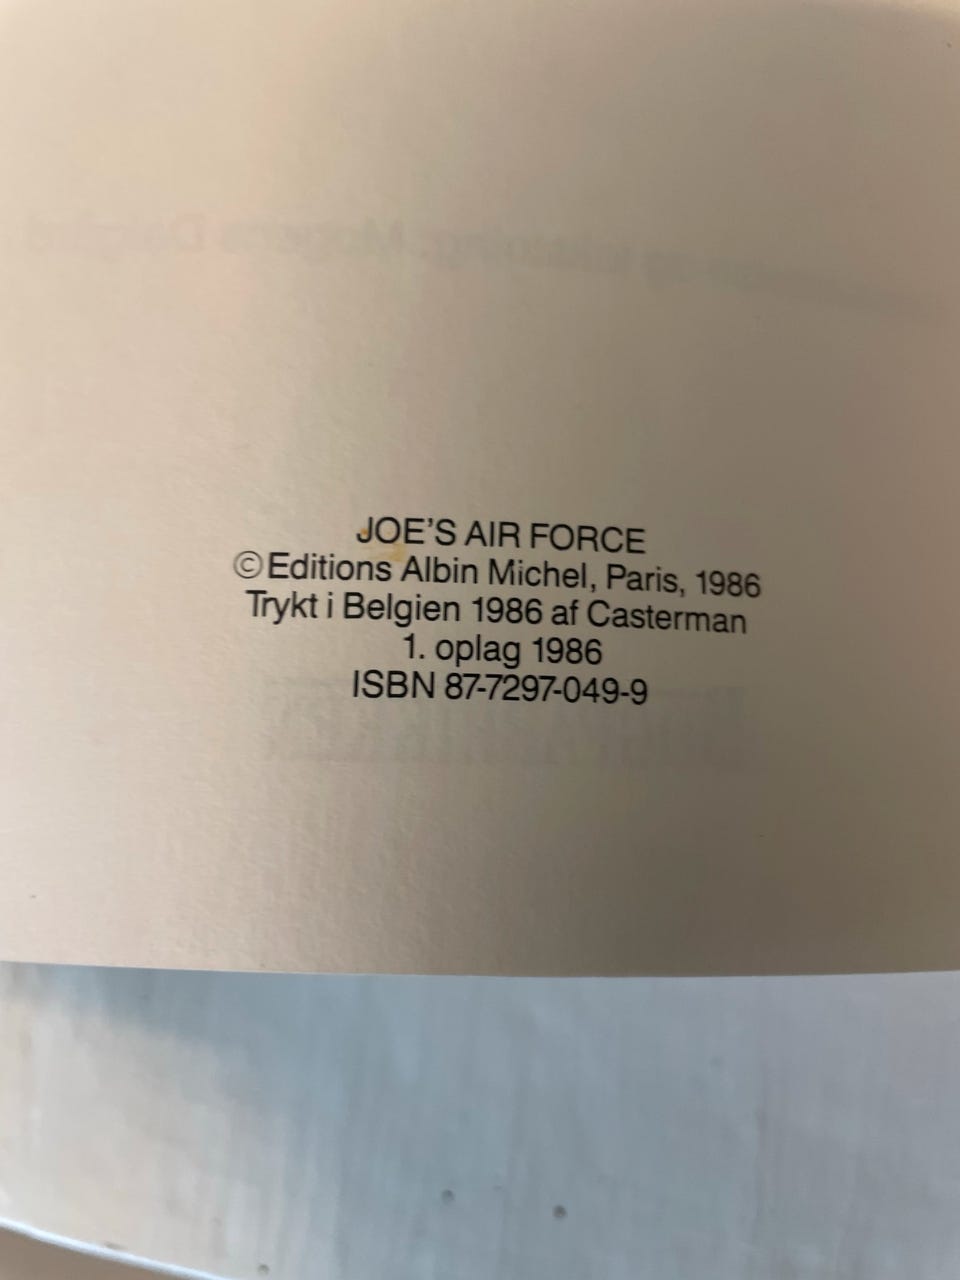 JOE'S AIR FORCE
© Editions Albin Michel, Paris, 1986
Trykt i Belgien 1986 af Casterman
1. oplag 1986
ISBN 87-7297-049-9